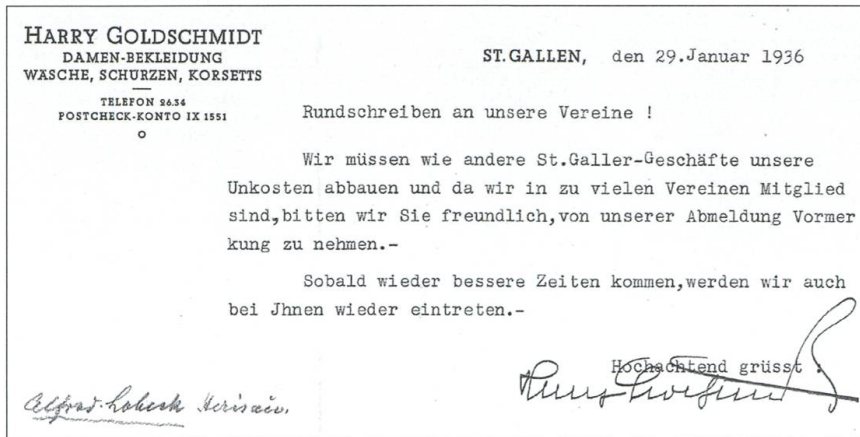 HARRY GOLDSCHMIDT
DAMEN-BEKLEIDUNG
WÄSCHE, SCHÜRZEN, KORSETTS
TELEFON 26.34
POSTCHECK-KONTO IX 1551
ST. GALLEN, den 29.Januar 1936
Rundschreiben an unsere Vereine !
Wir müssen wie andere St.Galler-Geschäfte unsere
Unkosten abbauen und da wir in zu vielen Vereinen Mitglied
sind,bitten wir Sie freundlich,von unserer Abmeldung Vormer
kung zu nehmen.-
Sobald wieder bessere Zeiten kommen,werden wir auch
bei Jhnen wieder eintreten.-
Hochachtend grüsst :
Alfred Lobeck Herisau.